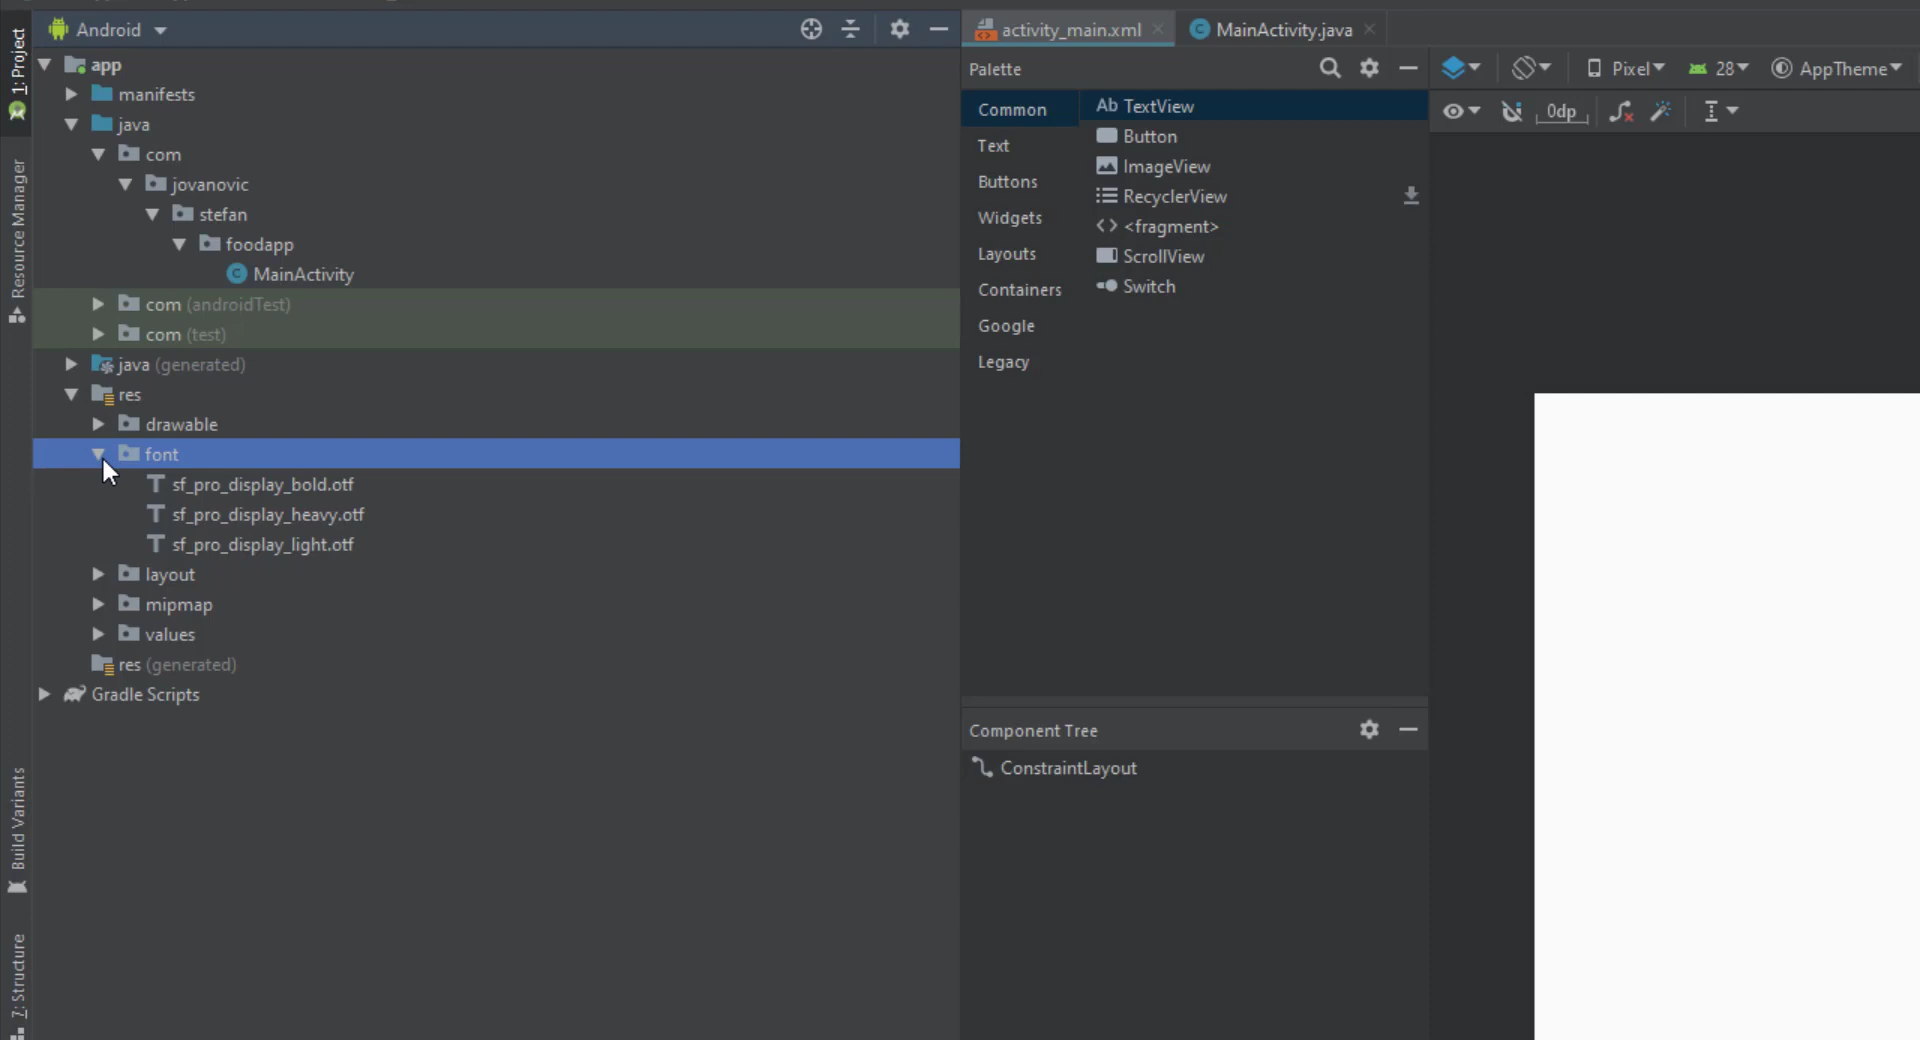 Android
app
manifests
java
com
jovanovic
stefan
foodapp
MainActivity
com (androidTest)
com (test)
java (generated)
res
drawable
font
sf_pro_display_bold.otf
sf_pro_display_heavy.otf
sf_pro_display_light.otf
layout
mipmap
values
res (generated)
Gradle Scripts
1: Project
Resource Manager
Build Variants
7: Structure
activity_main.xml
MainActivity.java
Palette
Common
Text
Buttons
Widgets
Layouts
Containers
Google
Legacy
Ab TextView
Button
ImageView
RecyclerView
<fragment>
ScrollView
Switch
Pixel
28
AppTheme
0dp
Component Tree
ConstraintLayout